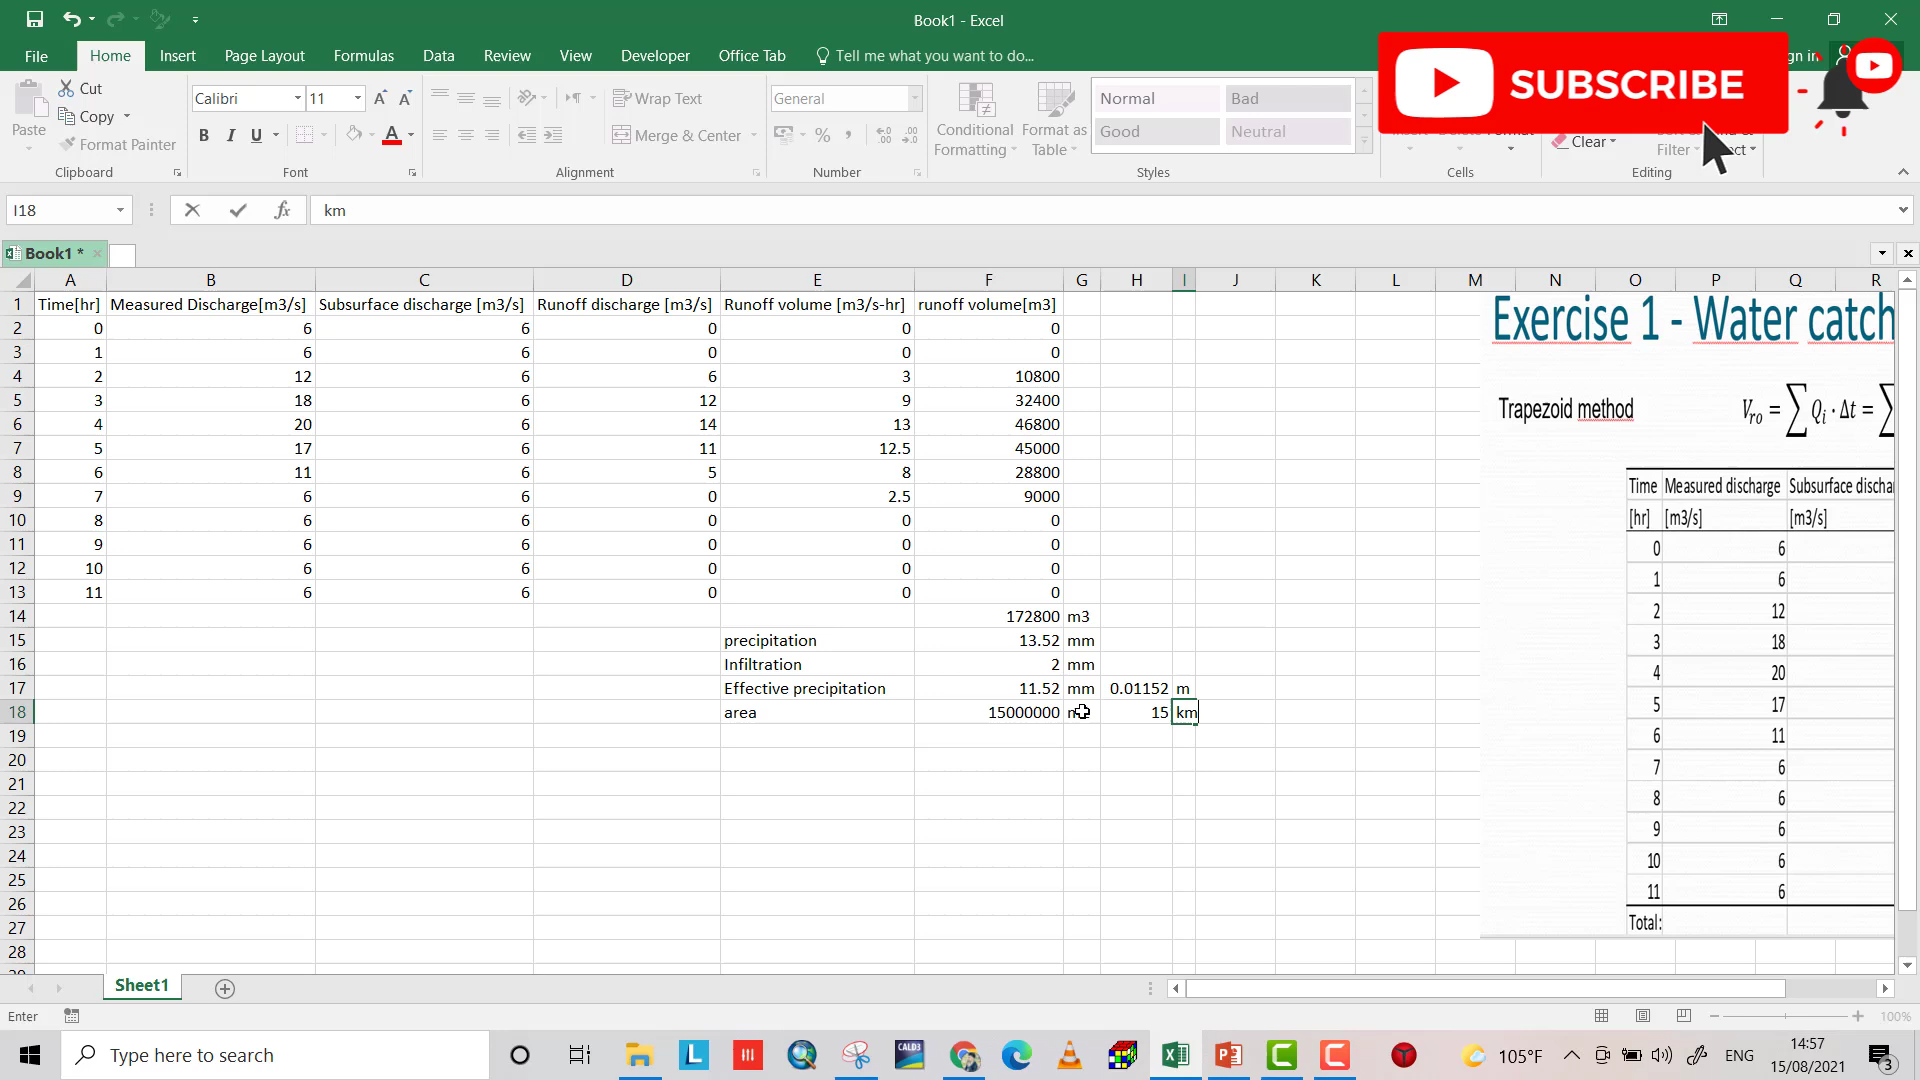 Book1 - Excel
File Home Insert Page Layout Formulas Data Review View Developer Office Tab Tell me what you want to do...
SUBSCRIBE
Cut
Copy
Format Painter
Paste
Clipboard
Calibri 11
B I U A
Font
Wrap Text
Merge & Center
Alignment
General
%
Number
Conditional Formatting
Format as Table
Normal Bad
Good Neutral
Styles
Cells
Clear
Filter
Editing
I18 fx km
Book1 *
A B C D E F G H I J K L M N O P Q R
1 Time[hr] Measured Discharge[m3/s] Subsurface discharge [m3/s] Runoff discharge [m3/s] Runoff volume [m3/s-hr] runoff volume[m3]
2 0 6 6 0 0 0
3 1 6 6 0 0 0
4 2 12 6 6 3 10800
5 3 18 6 12 9 32400
6 4 20 6 14 13 46800
7 5 17 6 11 12.5 45000
8 6 11 6 5 8 28800
9 7 6 6 0 2.5 9000
10 8 6 6 0 0 0
11 9 6 6 0 0 0
12 10 6 6 0 0 0
13 11 6 6 0 0 0
14 172800 m3
15 precipitation 13.52 mm
16 Infiltration 2 mm
17 Effective precipitation 11.52 mm 0.01152 m
18 area 15000000 15 km
19
20
21
22
23
24
25
26
27
28
Exercise 1 - Water catch
Trapezoid method Vro = ∑ Qi · Δt = ∑
Time Measured discharge Subsurface discha
[hr] [m3/s] [m3/s]
0 6
1 6
2 12
3 18
4 20
5 17
6 11
7 6
8 6
9 6
10 6
11 6
Total:
Sheet1
Enter 100%
Type here to search
CALD3
105°F
ENG
14:57
15/08/2021
3